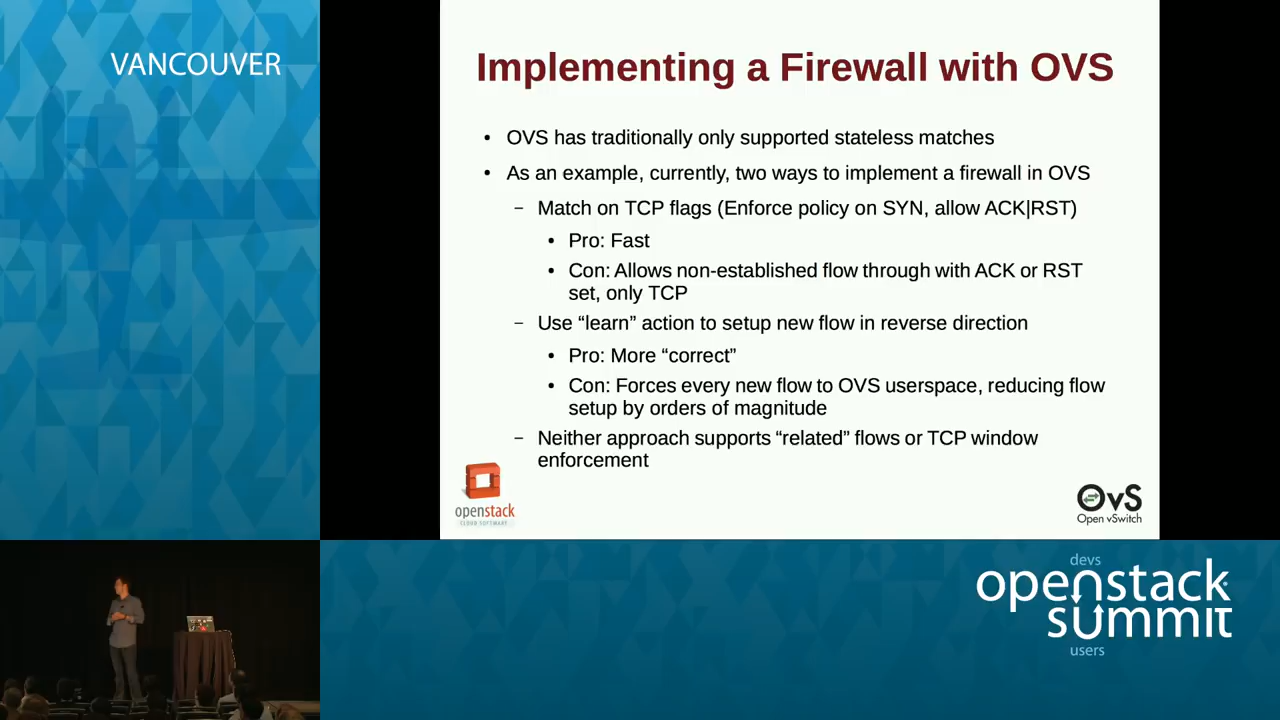 VANCOUVER
Implementing a Firewall with OVS
• OVS has traditionally only supported stateless matches
• As an example, currently, two ways to implement a firewall in OVS
– Match on TCP flags (Enforce policy on SYN, allow ACK|RST)
• Pro: Fast
• Con: Allows non-established flow through with ACK or RST
set, only TCP
– Use “learn” action to setup new flow in reverse direction
• Pro: More “correct”
• Con: Forces every new flow to OVS userspace, reducing flow
setup by orders of magnitude
– Neither approach supports “related” flows or TCP window
enforcement
openstack
CLOUD SOFTWARE
OvS
Open vSwitch
devs
openstack
summit
users